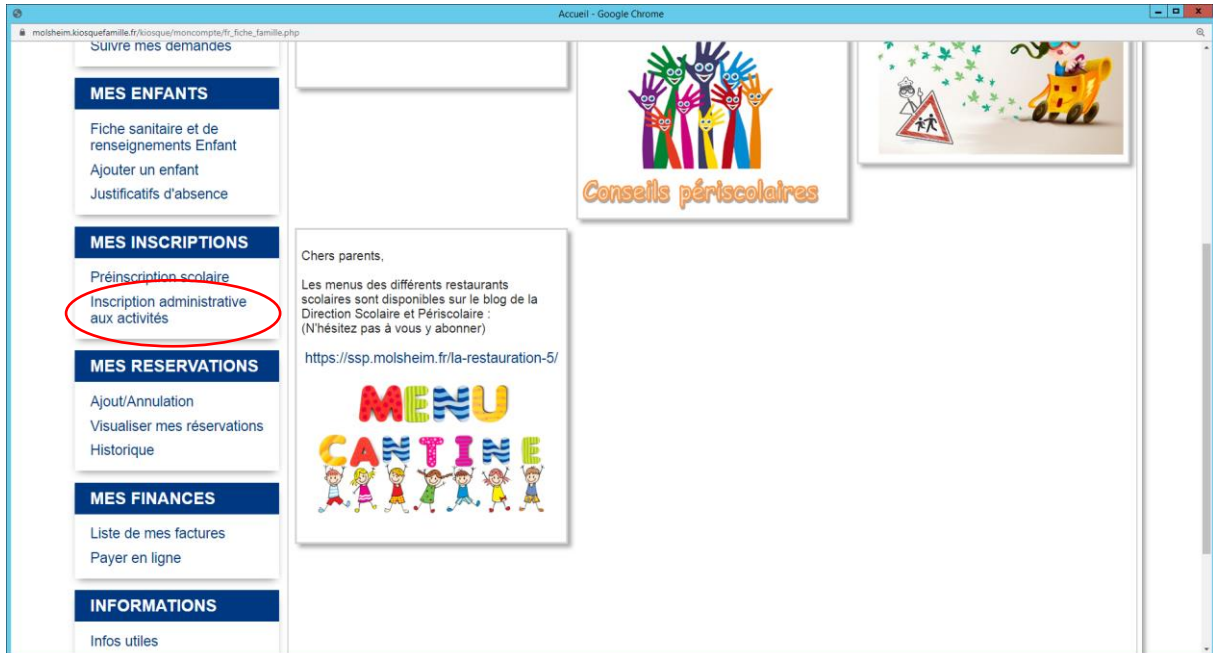 Accueil - Google Chrome
molsheim.kiosquefamille.fr/kiosque/moncompte/fr_fiche_famille.php
Suivre mes demandes
MES ENFANTS
Fiche sanitaire et de
renseignements Enfant
Ajouter un enfant
Justificatifs d'absence
MES INSCRIPTIONS
Préinscription scolaire
Inscription administrative
aux activités
MES RESERVATIONS
Ajout/Annulation
Visualiser mes réservations
Historique
MES FINANCES
Liste de mes factures
Payer en ligne
INFORMATIONS
Infos utiles
Chers parents,
Les menus des différents restaurants
scolaires sont disponibles sur le blog de la
Direction Scolaire et Périscolaire :
(N'hésitez pas à vous y abonner)
https://ssp.molsheim.fr/la-restauration-5/
MENU
CANTINE
Conseils périscolaires